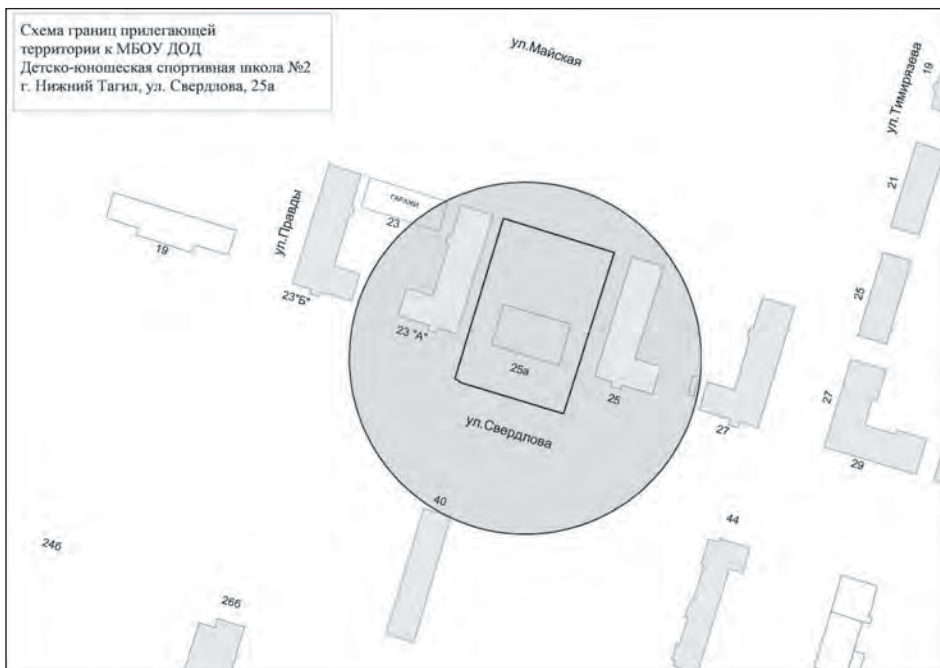 Схема границ прилегающей
территории к МБОУ ДОД
Детско-юношеская спортивная школа №2
г. Нижний Тагил, ул. Свердлова, 25а
ул.Майская
ул.Тимирязева
19
21
ул.Правды
ГАРАЖИ
23
19
25
23"Б"
23 "А"
25а
25
27
27
ул.Свердлова
29
40
44
246
266